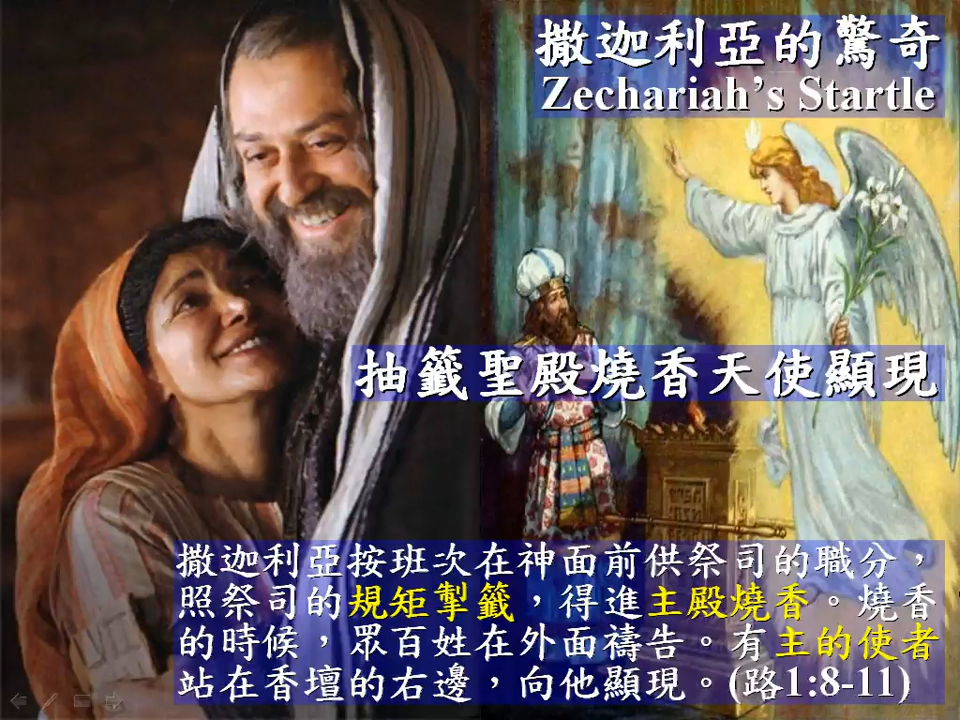 撒迦利亞的驚奇
Zechariah's Startle
抽籤聖殿燒香天使顯現
撒迦利亞按班次在神面前供祭司的職分，
照祭司的規矩掣籤，得進主殿燒香。燒香
的時候，眾百姓在外面禱告。有主的使者
站在香壇的右邊，向他顯現。(路1:8-11)